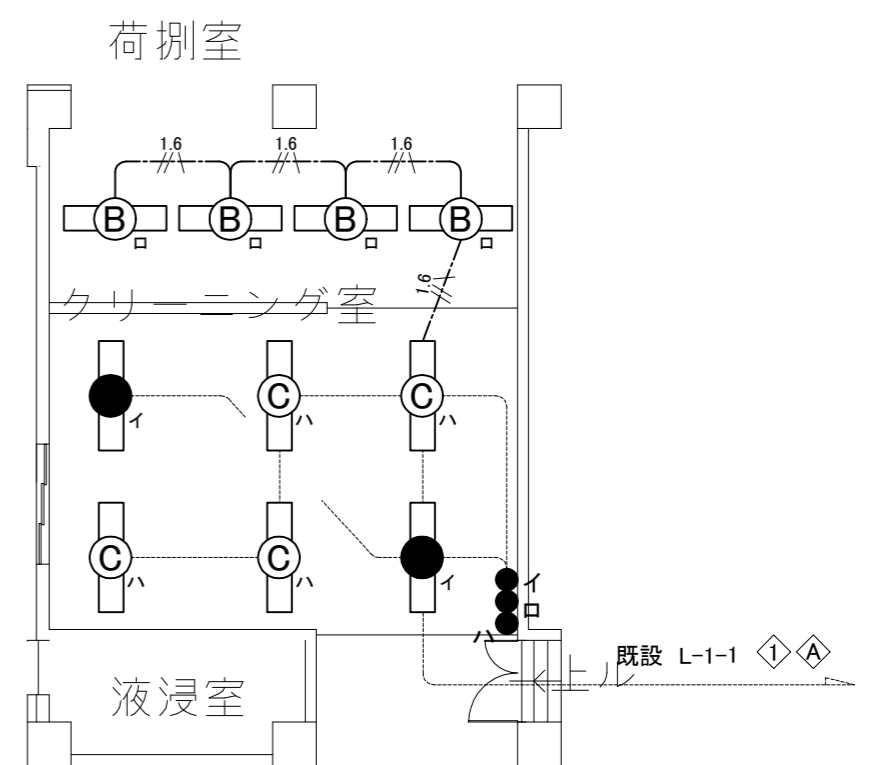 荷捌室
1.6 1.6 1.6
B B B B
ロ ロ ロ ロ
1.6
クリーニング室
C C
イ ハ ハ
C C
ハ ハ イ
イ
ロ
ハ
既設 L-1-1 1 A
上ル
液浸室